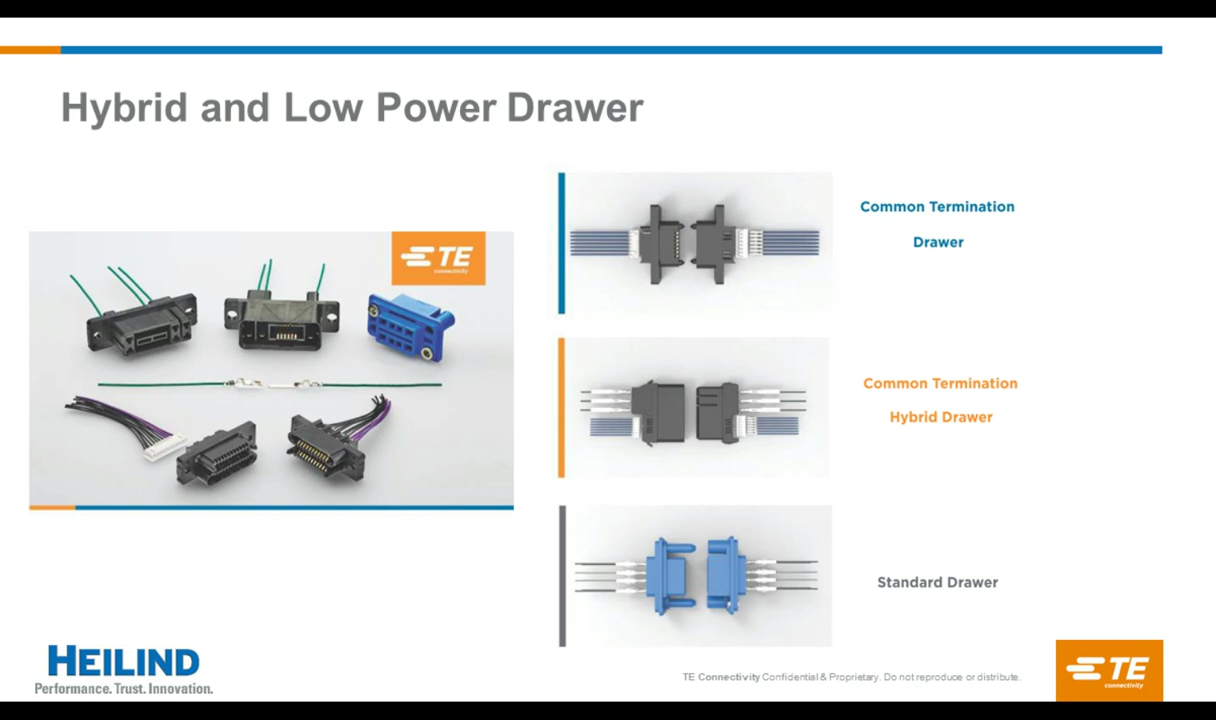 Hybrid and Low Power Drawer
TE
connectivity
Common Termination
Drawer
Common Termination
Hybrid Drawer
Standard Drawer
HEILIND
Performance. Trust. Innovation.
TE Connectivity Confidential & Proprietary. Do not reproduce or distribute.
TE
connectivity